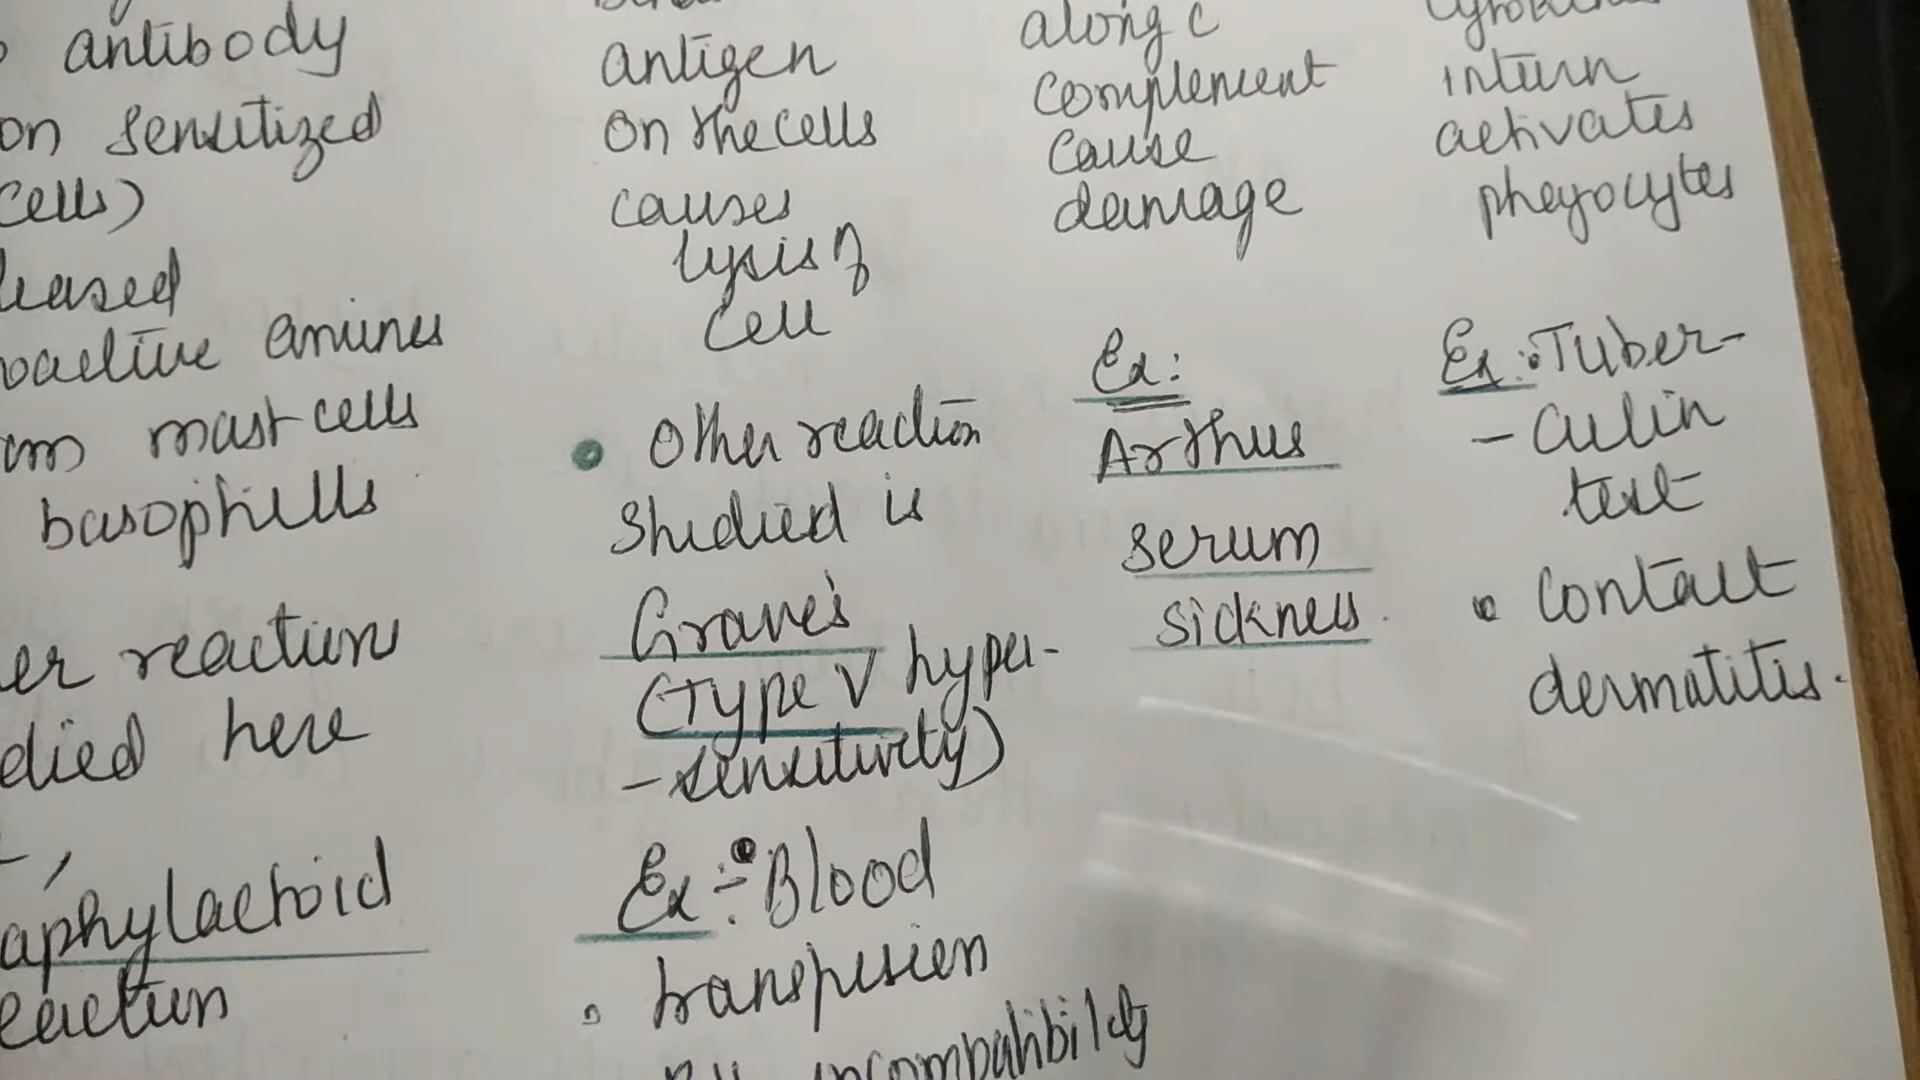 antibody
on sensitized
cells)
leased
oactive amines
mast cells
basophills
er reaction
died here
aphylactoid
eaction
antigen
on the cells
causes
lysis of
cell
• Other reaction
studied is
Grave's
(Type V hyper-
-sensitivity)
Ex ÷ • Blood
transfusion
incompatibility
along c
complement
cause
damage
Ex:
Arthus
serum
sickness.
inturn
activates
phagocytes
Ex: • Tuber-
- culin
test
• contact
dermatitis.